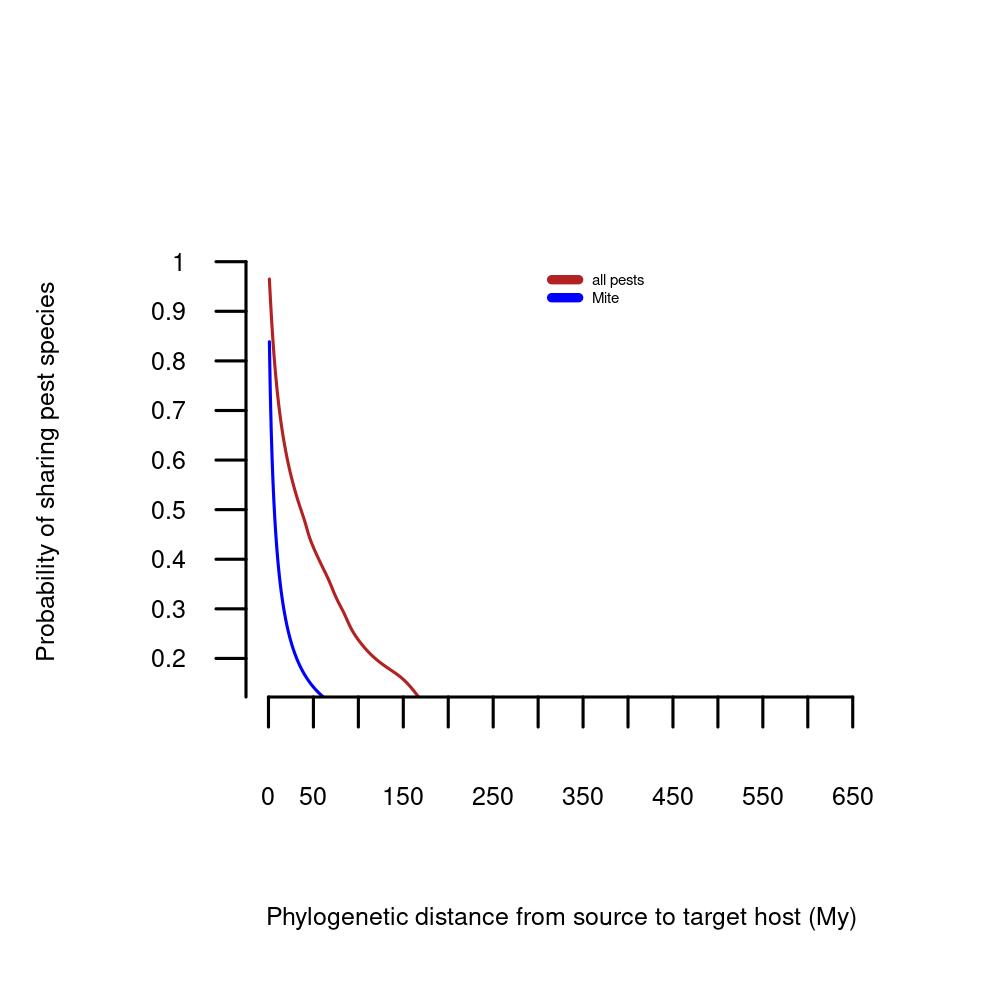 1
0.9
0.8
0.7
0.6
0.5
0.4
0.3
0.2
Probability of sharing pest species
all pests
Mite
0 50 150 250 350 450 550 650
Phylogenetic distance from source to target host (My)